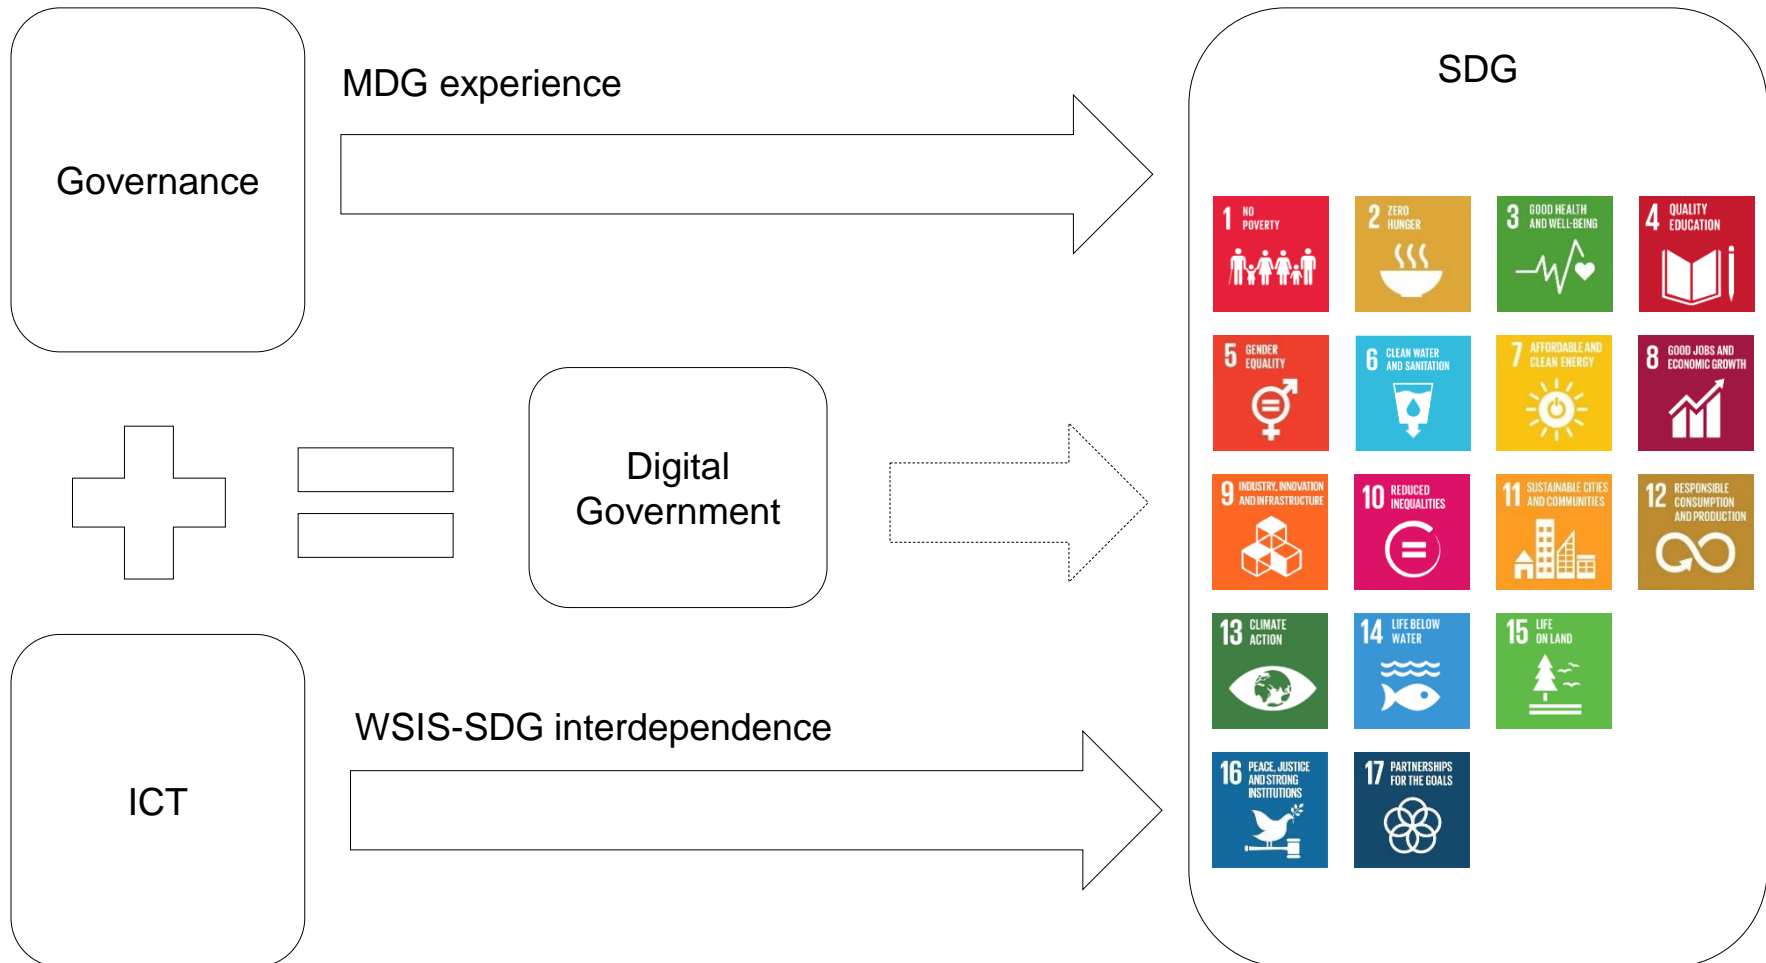 Governance
MDG experience
SDG
1 NO
POVERTY
2 ZERO
HUNGER
3 GOOD HEALTH
AND WELL-BEING
4 QUALITY
EDUCATION
5 GENDER
EQUALITY
6 CLEAN WATER
AND SANITATION
7 AFFORDABLE AND
CLEAN ENERGY
8 GOOD JOBS AND
ECONOMIC GROWTH
Digital
Government
9 INDUSTRY, INNOVATION
AND INFRASTRUCTURE
10 REDUCED
INEQUALITIES
11 SUSTAINABLE CITIES
AND COMMUNITIES
12 RESPONSIBLE
CONSUMPTION
AND PRODUCTION
13 CLIMATE
ACTION
14 LIFE BELOW
WATER
15 LIFE
ON LAND
ICT
WSIS-SDG interdependence
16 PEACE, JUSTICE
AND STRONG
INSTITUTIONS
17 PARTNERSHIPS
FOR THE GOALS